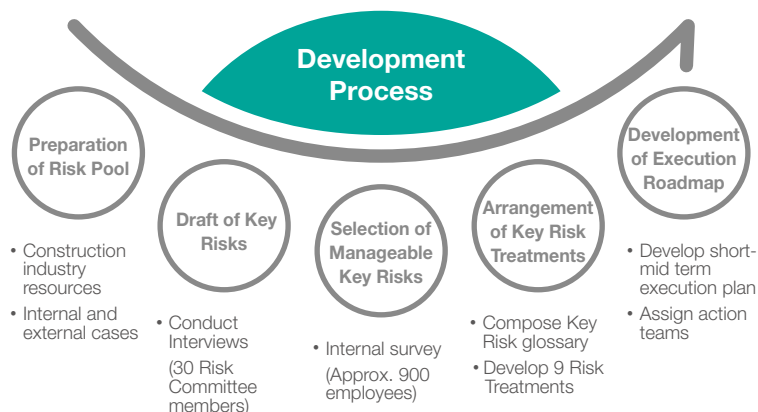 Development
Process
Preparation
of Risk Pool
• Construction
industry
resources
• Internal and
external cases
Draft of Key
Risks
• Conduct
Interviews
(30 Risk
Committee
members)
Selection of
Manageable
Key Risks
• Internal survey
(Approx. 900
employees)
Arrangement
of Key Risk
Treatments
• Compose Key
Risk glossary
• Develop 9 Risk
Treatments
Development
of Execution
Roadmap
• Develop short-
mid term
execution plan
• Assign action
teams